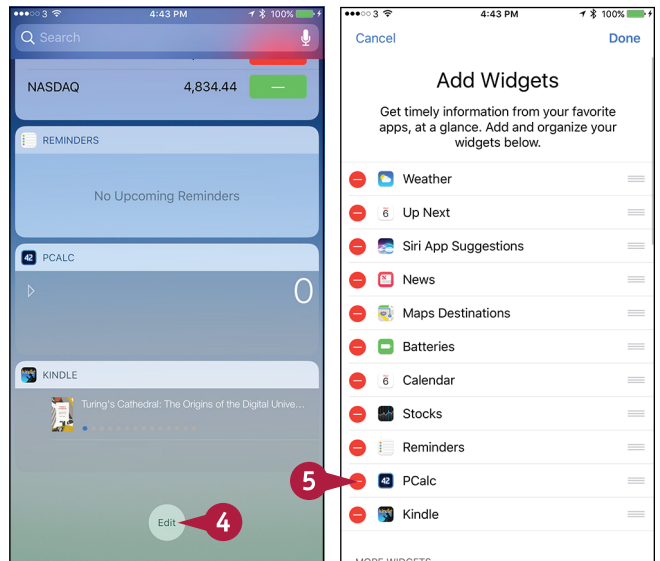 3 4:43 PM 100%
Search
NASDAQ 4,834.44 —
REMINDERS
No Upcoming Reminders
42 PCALC
0
KINDLE
Turing's Cathedral: The Origins of the Digital Unive...
Edit 4
3 4:43 PM 100%
Cancel Done
Add Widgets
Get timely information from your favorite
apps, at a glance. Add and organize your
widgets below.
Weather
6 Up Next
Siri App Suggestions
News
Maps Destinations
Batteries
6 Calendar
Stocks
Reminders
5 42 PCalc
kindle Kindle
MORE WIDGETS